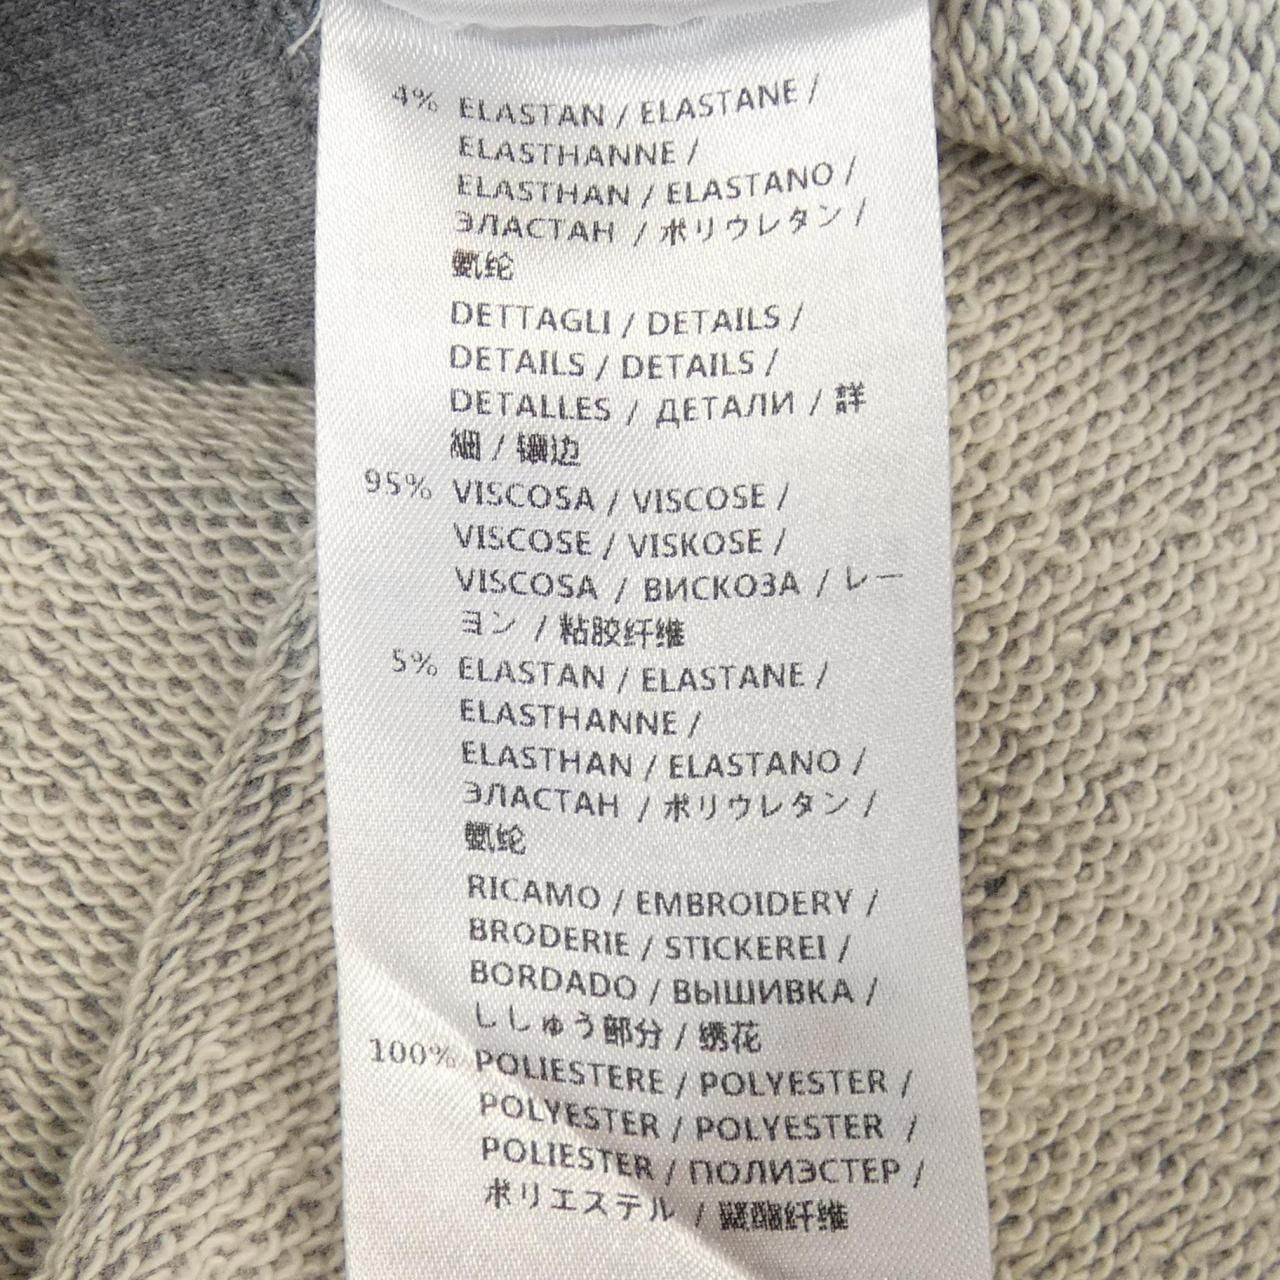 4% ELASTAN / ELASTANE /
ELASTHANNE /
ELASTHAN / ELASTANO /
ЭЛАСТАН / ポリウレタン /
氨纶
DETTAGLI / DETAILS /
DETAILS / DETAILS /
DETALLES / ДЕТАЛИ / 詳
細 / 镶边
95% VISCOSA / VISCOSE /
VISCOSE / VISKOSE /
VISCOSA / ВИСКОЗА / レー
ヨン / 粘胶纤维
5% ELASTAN / ELASTANE /
ELASTHANNE /
ELASTHAN / ELASTANO /
ЭЛАСТАН / ポリウレタン /
氨纶
RICAMO / EMBROIDERY /
BRODERIE / STICKEREI /
BORDADO / ВЫШИВКА /
ししゅう部分 / 绣花
100% POLIESTERE / POLYESTER /
POLYESTER / POLYESTER /
POLIESTER / ПОЛИЭСТЕР /
ポリエステル / 聚酯纤维